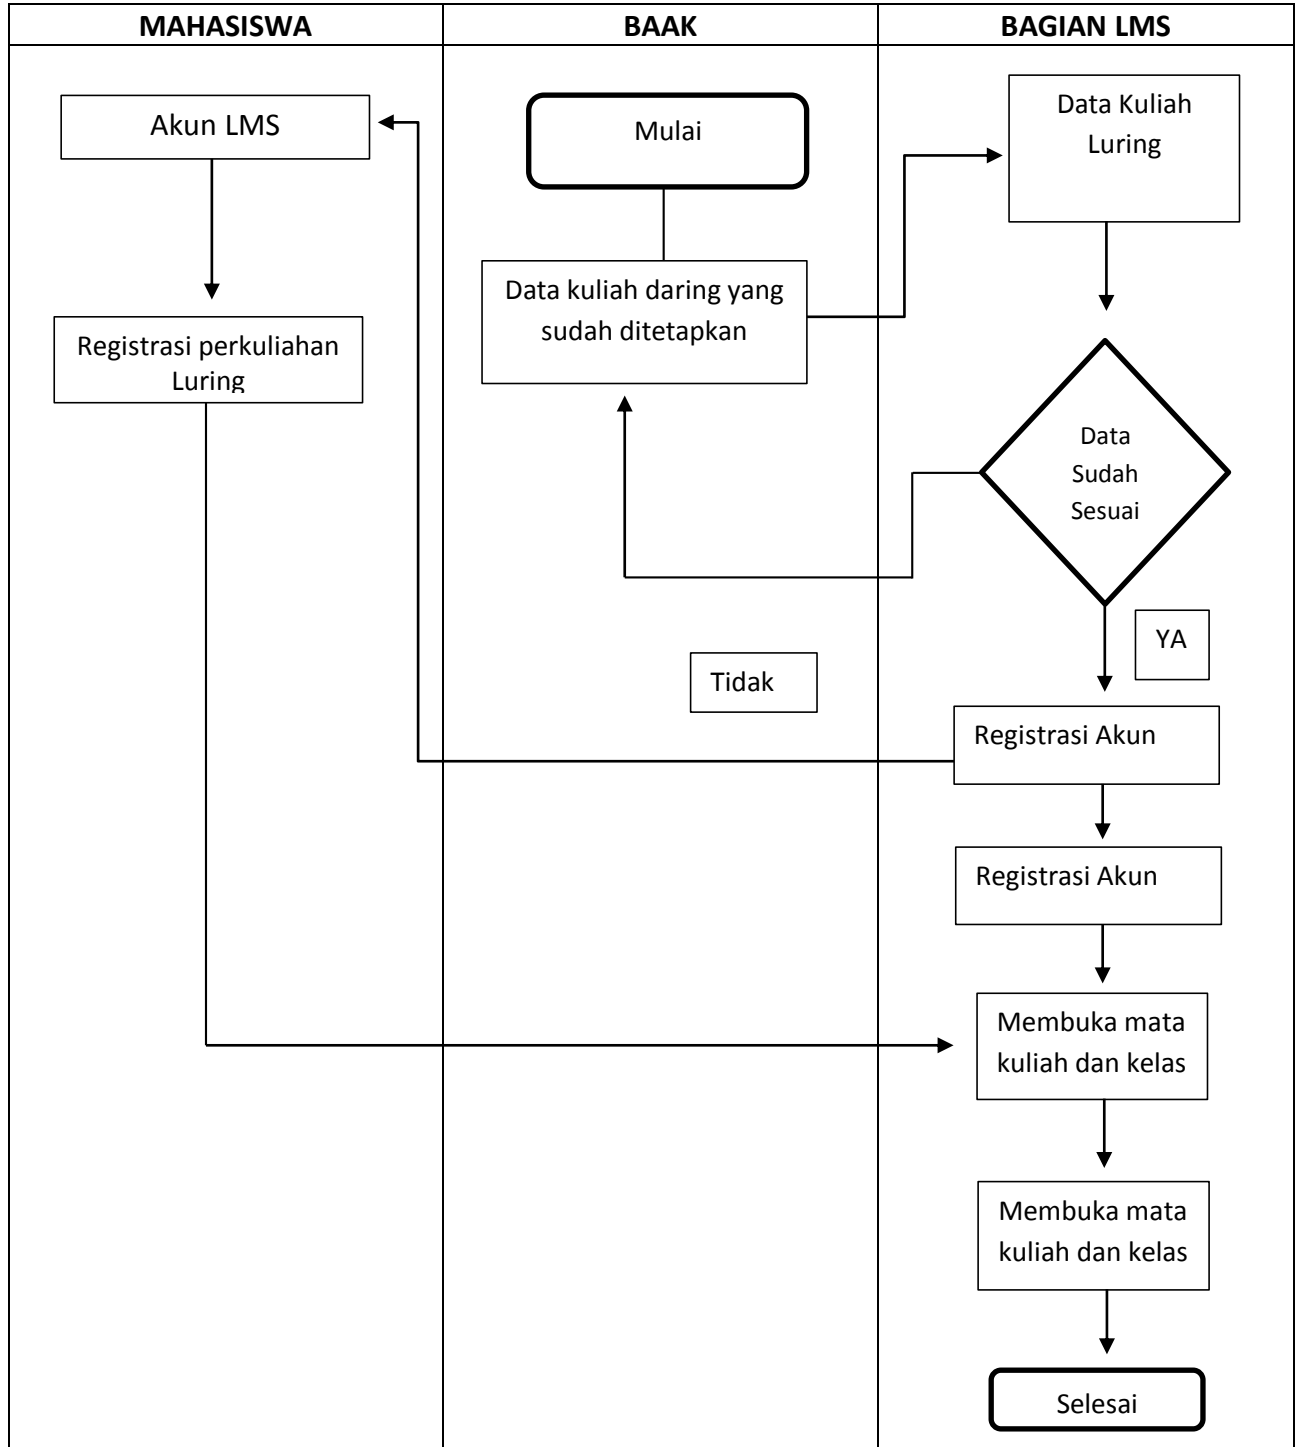 MAHASISWA
BAAK
BAGIAN LMS
Akun LMS
Registrasi perkuliahan
Luring
Mulai
Data kuliah daring yang
sudah ditetapkan
Tidak
Data Kuliah
Luring
Data
Sudah
Sesuai
YA
Registrasi Akun
Registrasi Akun
Membuka mata
kuliah dan kelas
Membuka mata
kuliah dan kelas
Selesai